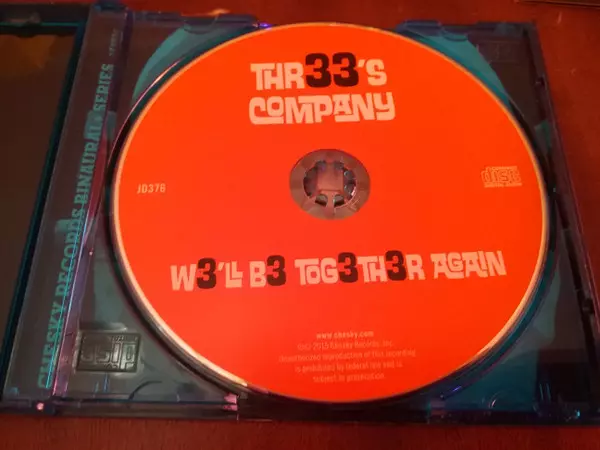 THR33'S
COMPANY
JD376
W3'LL B3 TOG3TH3R AGAIN
www.chesky.com
©℗ 2015 Chesky Records, Inc.
Unauthorized reproduction of this recording
is prohibited by federal law and is
subject to prosecution.
CHESKY RECORDS BINAURAL+ SERIES
disc